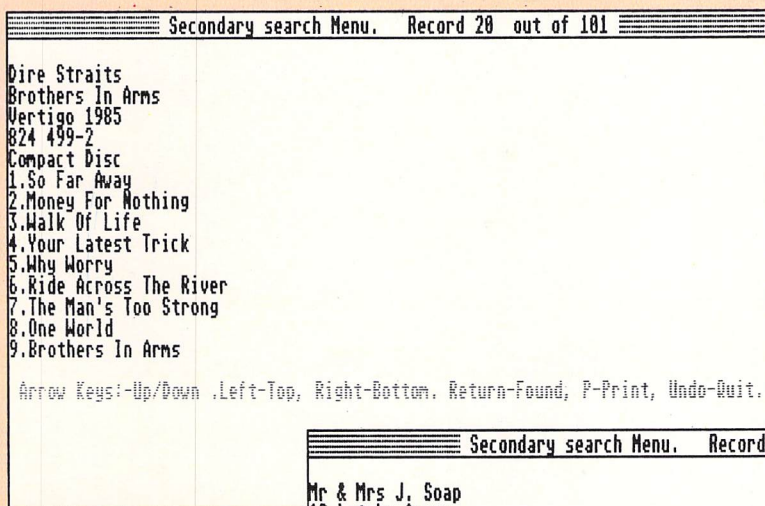 Secondary search Menu. Record 20 out of 101
Dire Straits
Brothers In Arms
Vertigo 1985
824 499-2
Compact Disc
1.So Far Away
2.Money For Nothing
3.Walk Of Life
4.Your Latest Trick
5.Why Worry
6.Ride Across The River
7.The Man's Too Strong
8.One World
9.Brothers In Arms
Arrow Keys:-Up/Down .Left-Top, Right-Bottom. Return-Found, P-Print, Undo-Quit.
Secondary search Menu. Record
Mr & Mrs J. Soap